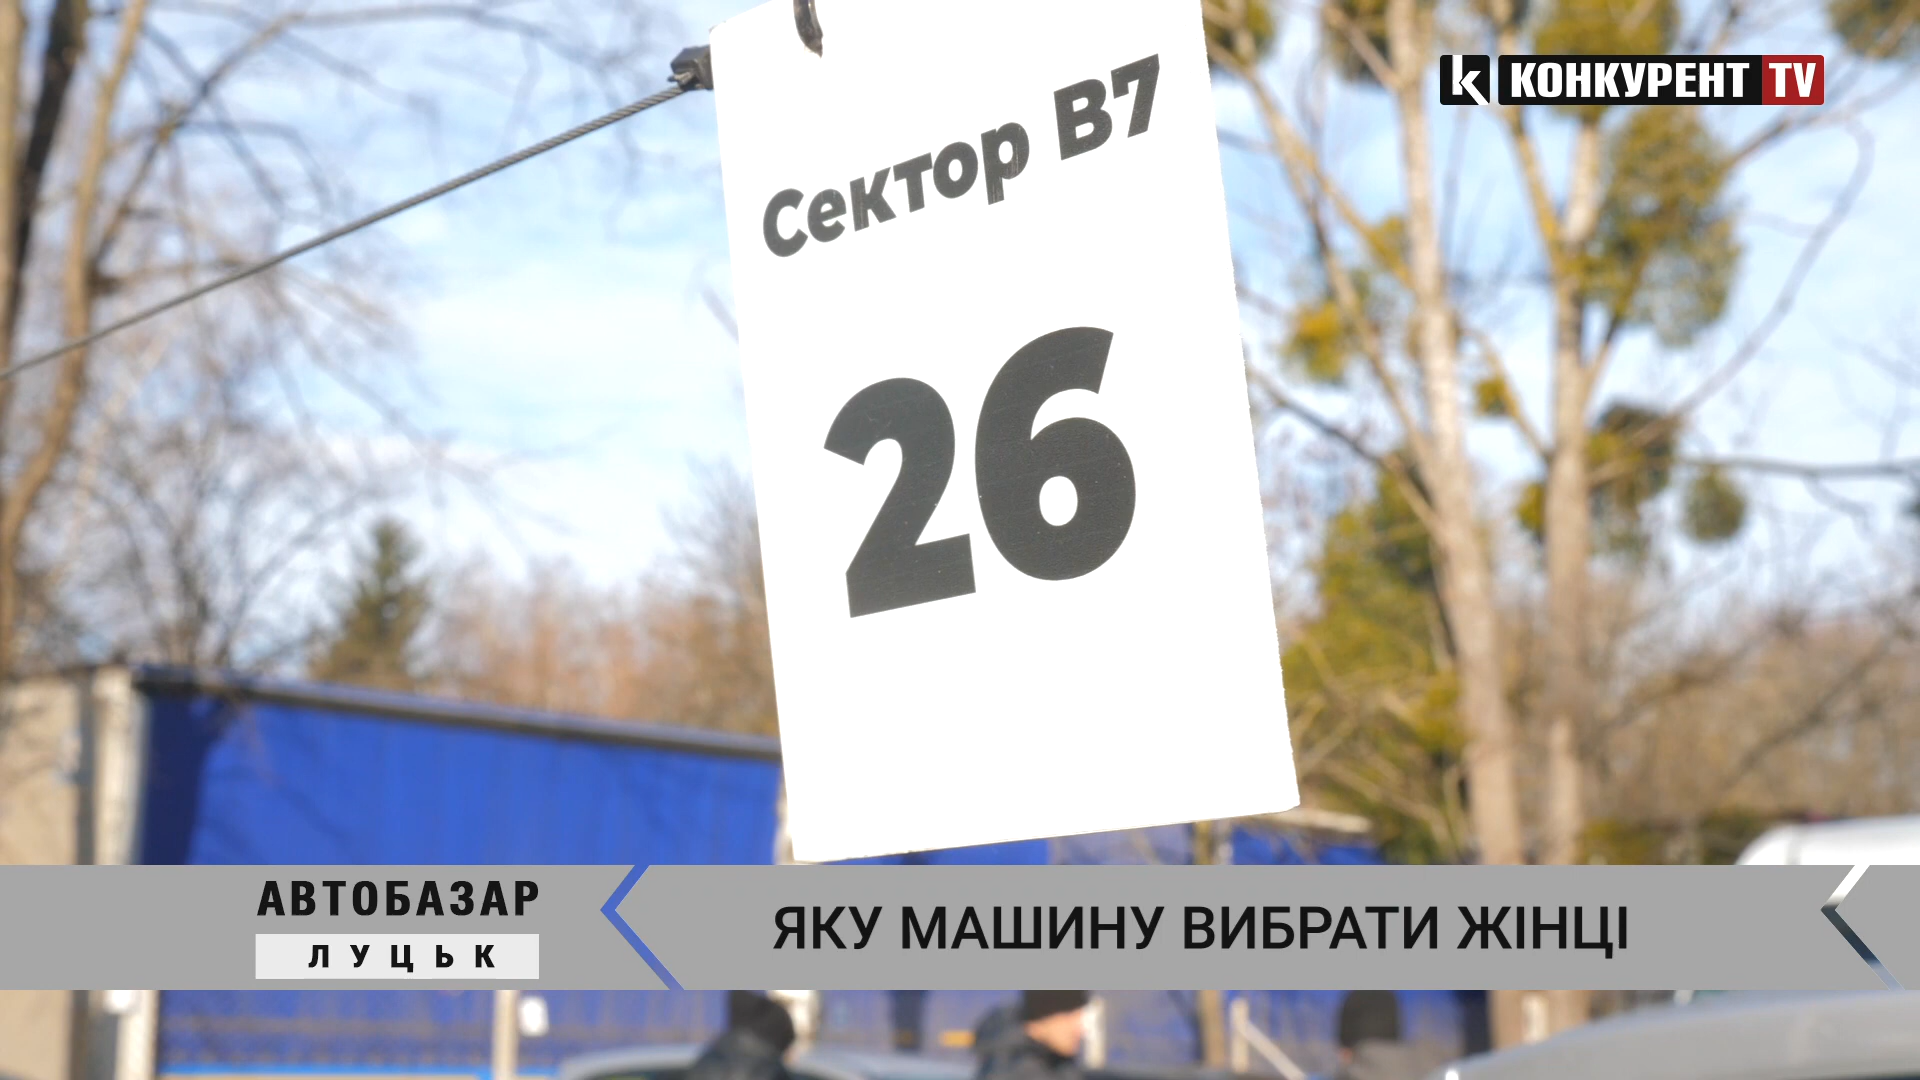 K КОНКУРЕНТ TV
Сектор В7
26
АВТОБАЗАР
ЛУЦЬК
ЯКУ МАШИНУ ВИБРАТИ ЖІНЦІ